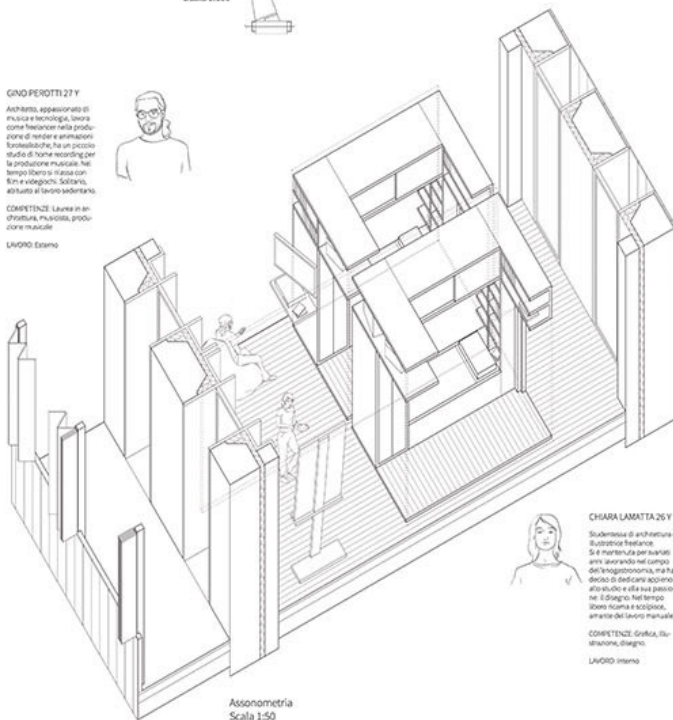 GINO PEROTTI 27 Y
Architetto, appassionato di
musica e tecnologia, lavora
come freelancer nella produ-
zione di render e animazioni
fotorealistiche, ha un piccolo
studio di home recording per
la produzione musicale. Nel
tempo libero si rilassa con
film e videogiochi. Solitario,
abituato al lavoro sedentario.
COMPETENZE: Laurea in ar-
chitettura, musicista, produ-
zione musicale
LAVORO: Esterno
CHIARA LAMATTA 26 Y
Studentessa di architettura
illustratrice freelance.
Si è mantenuta per svariati
anni lavorando nel campo
dell'enogastronomia, ma ha
deciso di dedicarsi appieno
allo studio e alla sua passio-
ne: il disegno. Nel tempo
libero ricama e scolpisce,
amante del lavoro manuale
COMPETENZE: Grafica, illu-
strazione, disegno.
LAVORO: Interno
Assonometria
Scala 1:50